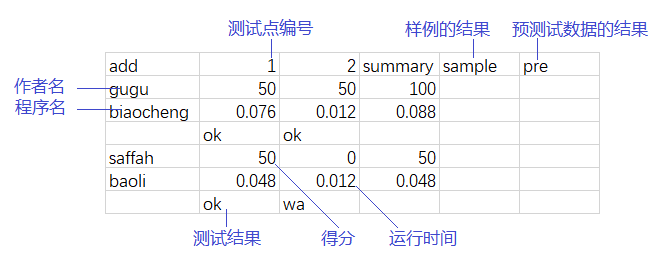 测试点编号 样例的结果 预测试数据的结果
add 1 2 summary sample pre
作者名 gugu 50 50 100
程序名 biaocheng 0.076 0.012 0.088
ok ok
saffah 50 0 50
baoli 0.048 0.012 0.048
ok wa
测试结果 得分 运行时间